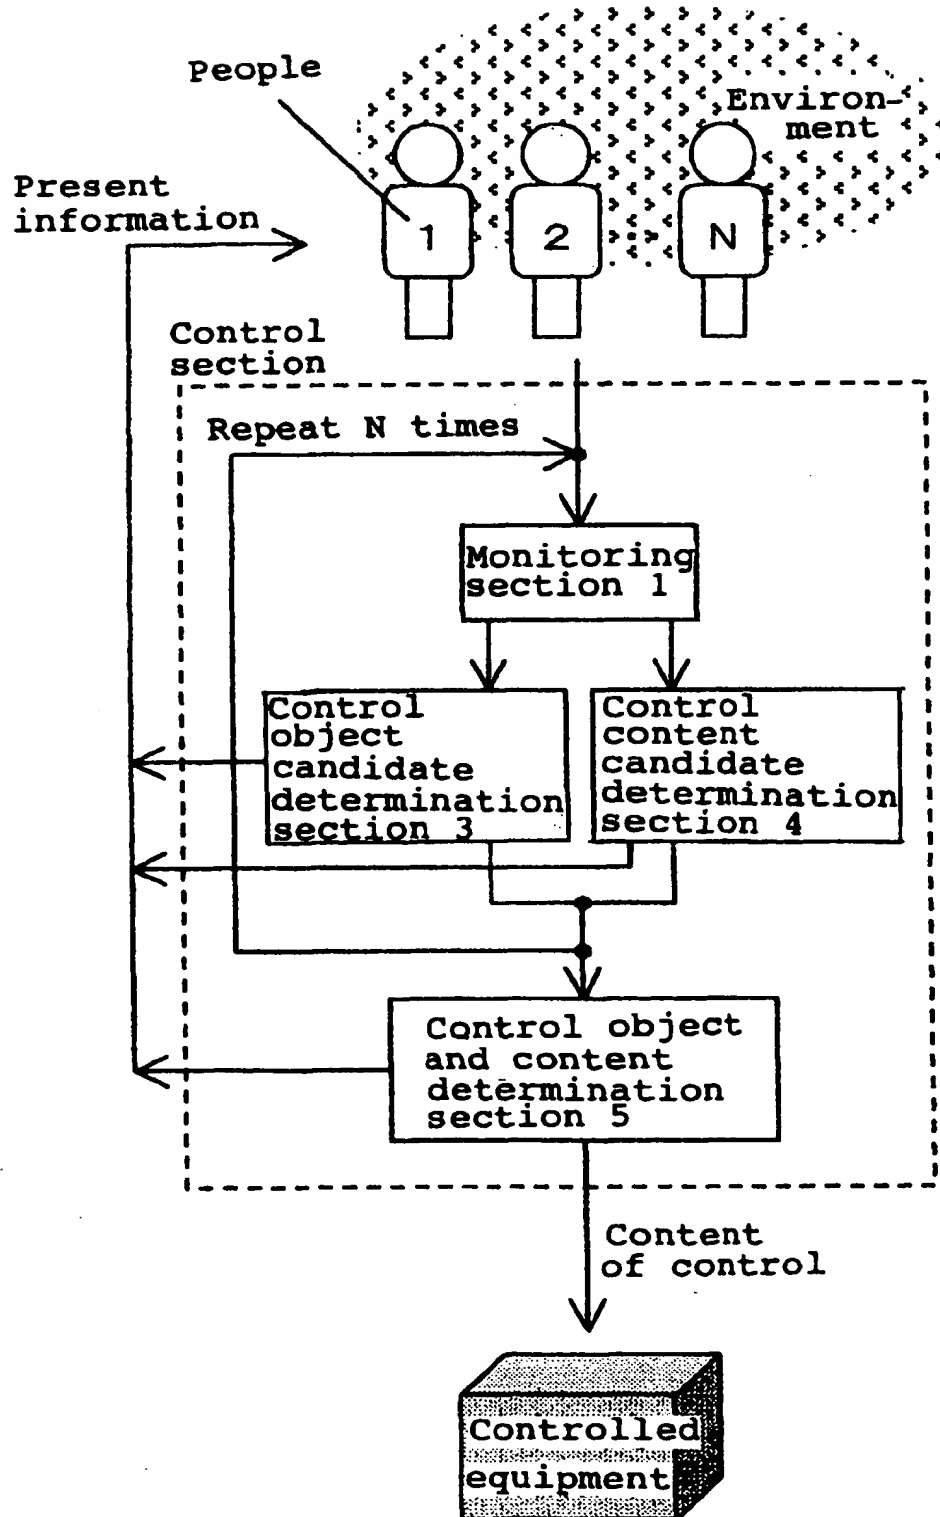 People
Environ-
ment
Present
information
1
2
N
Control
section
Repeat N times
Monitoring
section 1
Control
object
candidate
determination
section 3
Control
content
candidate
determination
section 4
Control object
and content
determination
section 5
Content
of control
Controlled
equipment